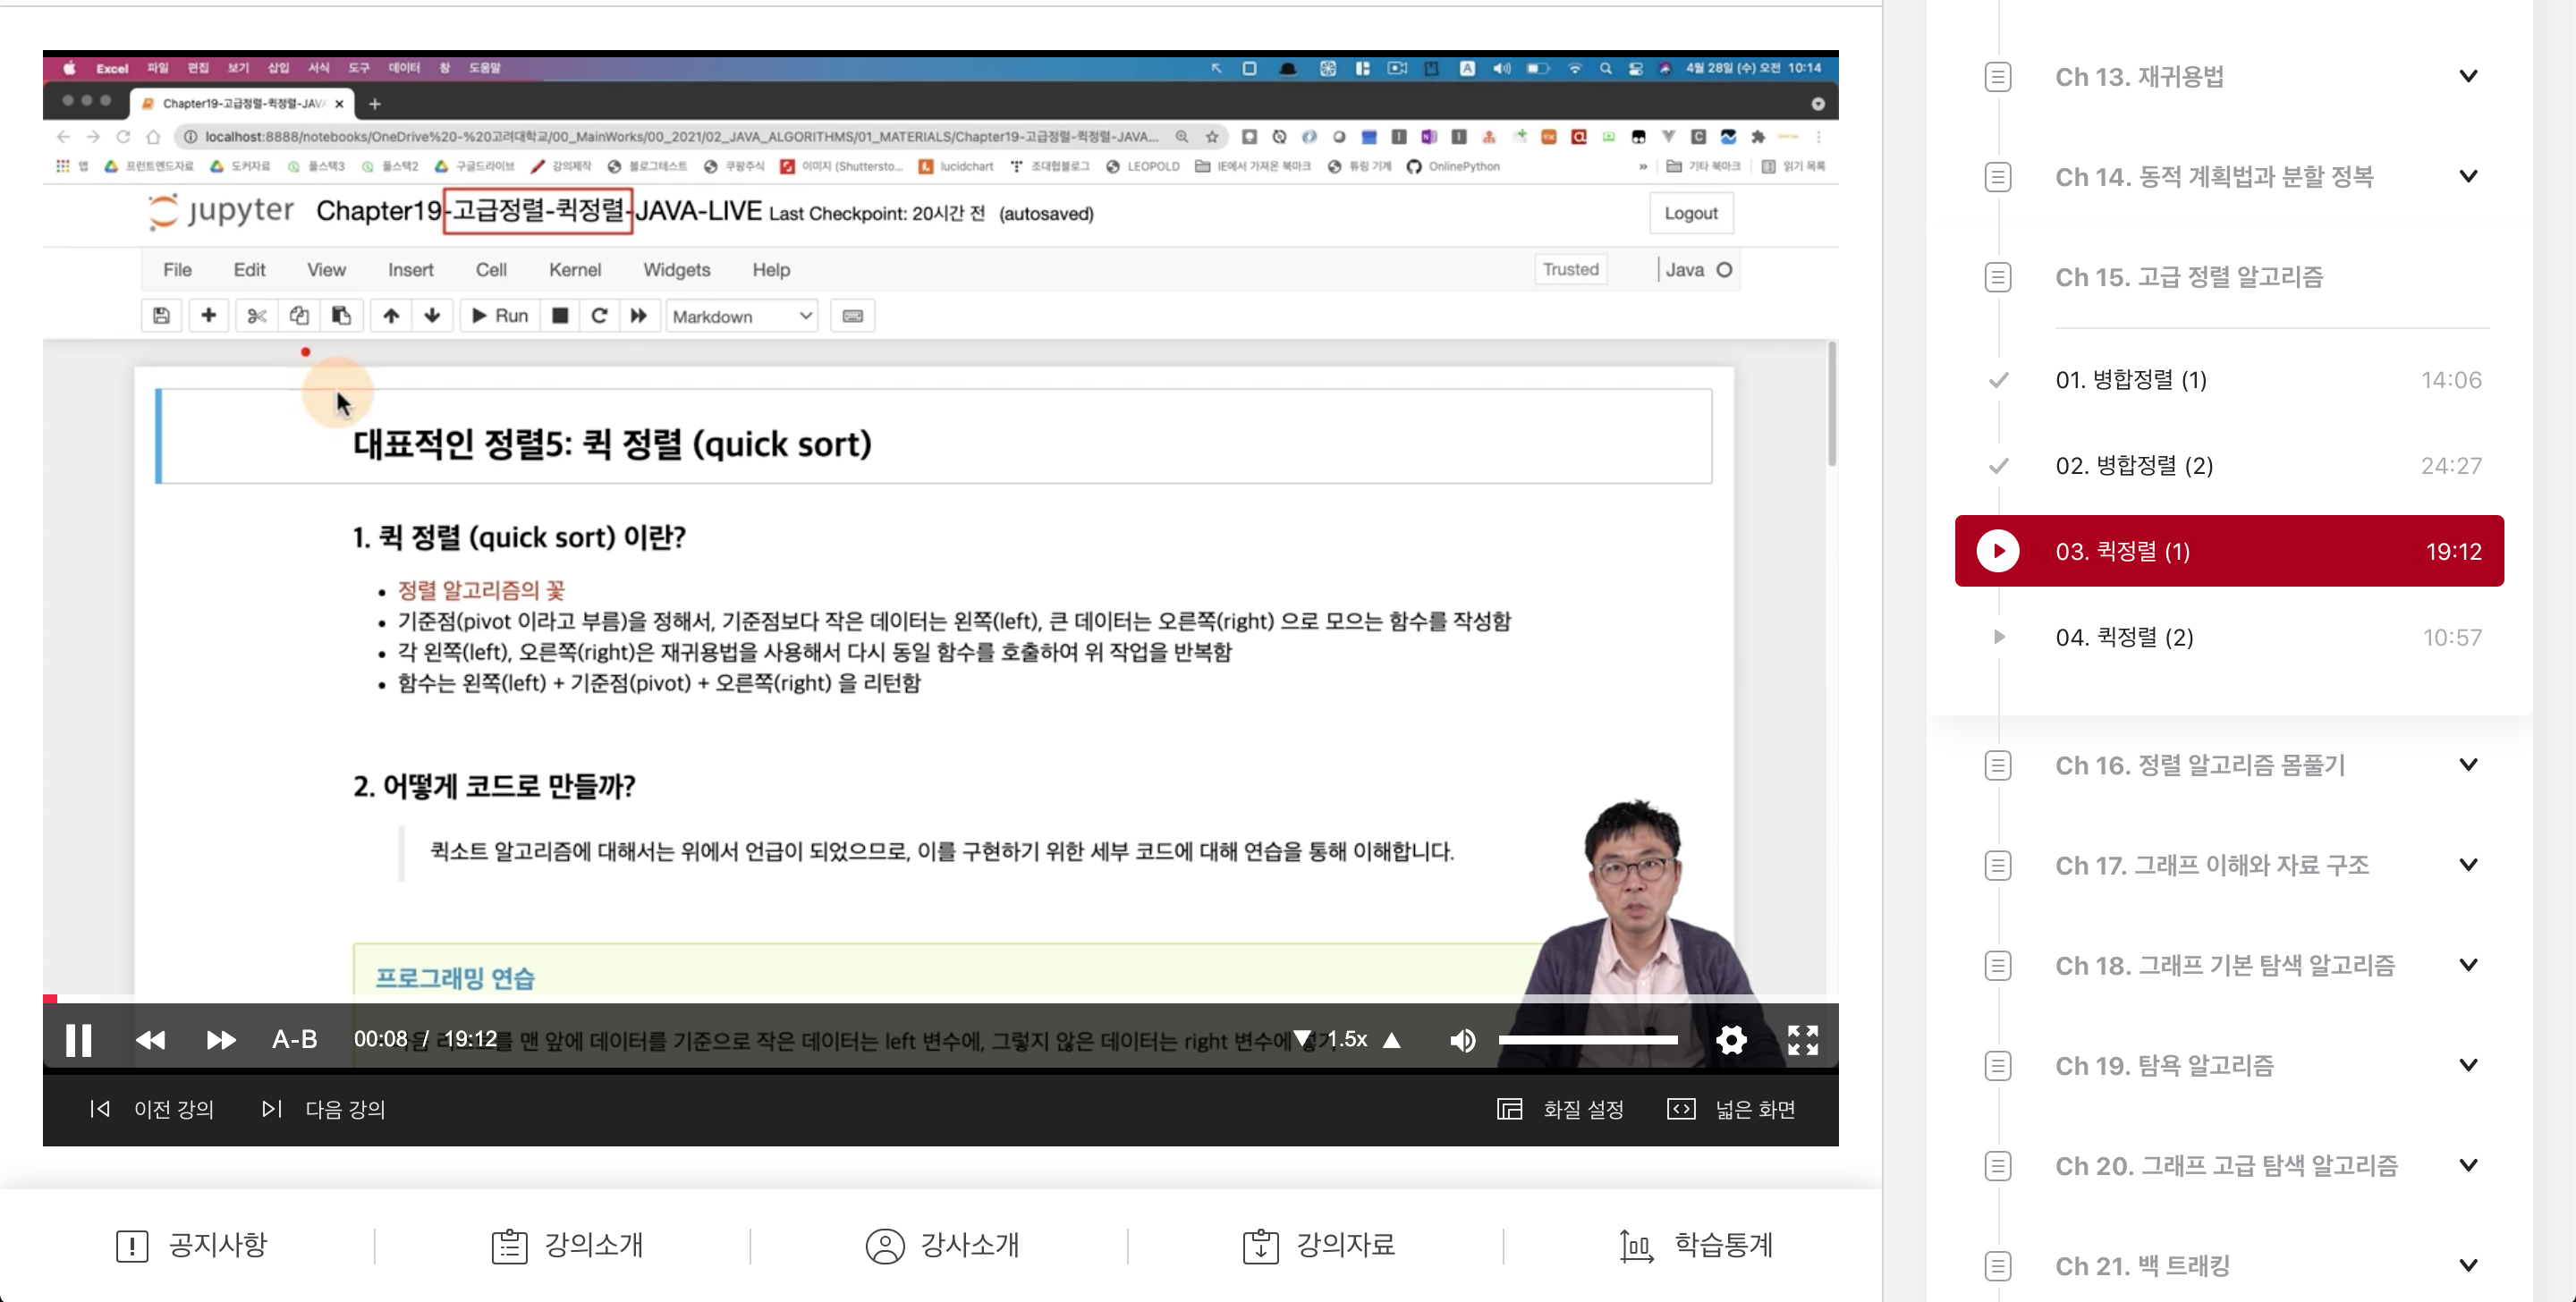 Excel 파일 편집 보기 삽입 서식 도구 데이터 창 도움말 4월 28일 (수) 오전 10:14
Chapter19-고급정렬-퀵정렬-JAV
localhost:8888/notebooks/OneDrive%20-%20고려대학교/00_MainWorks/00_2021/02_JAVA_ALGORITHMS/01_MATERIALS/Chapter19-고급정렬-퀵정렬-JAVA...
앱 프런트엔드자료 도커자료 풀스택3 풀스택2 구글드라이브 강의제작 블로그테스트 쿠팡주식 이미지 (Shuttersto... lucidchart 조대협블로그 LEOPOLD IE에서 가져온 북마크 튜링 기계 OnlinePython » 기타 북마크 읽기 목록
jupyter Chapter19-고급정렬-퀵정렬-JAVA-LIVE Last Checkpoint: 20시간 전 (autosaved) Logout
File Edit View Insert Cell Kernel Widgets Help Trusted Java
Run Markdown
대표적인 정렬5: 퀵 정렬 (quick sort)
1. 퀵 정렬 (quick sort) 이란?
• 정렬 알고리즘의 꽃
• 기준점(pivot 이라고 부름)을 정해서, 기준점보다 작은 데이터는 왼쪽(left), 큰 데이터는 오른쪽(right) 으로 모으는 함수를 작성함
• 각 왼쪽(left), 오른쪽(right)은 재귀용법을 사용해서 다시 동일 함수를 호출하여 위 작업을 반복함
• 함수는 왼쪽(left) + 기준점(pivot) + 오른쪽(right) 을 리턴함
2. 어떻게 코드로 만들까?
퀵소트 알고리즘에 대해서는 위에서 언급이 되었으므로, 이를 구현하기 위한 세부 코드에 대해 연습을 통해 이해합니다.
프로그래밍 연습
맨 앞에 데이터를 기준으로 작은 데이터는 left 변수에, 그렇지 않은 데이터는 right 변수에
A-B 00:08 / 19:12 1.5x
이전 강의 다음 강의 화질 설정 넓은 화면
공지사항 강의소개 강사소개 강의자료 학습통계
Ch 13. 재귀용법
Ch 14. 동적 계획법과 분할 정복
Ch 15. 고급 정렬 알고리즘
01. 병합정렬 (1) 14:06
02. 병합정렬 (2) 24:27
03. 퀵정렬 (1) 19:12
04. 퀵정렬 (2) 10:57
Ch 16. 정렬 알고리즘 몸풀기
Ch 17. 그래프 이해와 자료 구조
Ch 18. 그래프 기본 탐색 알고리즘
Ch 19. 탐욕 알고리즘
Ch 20. 그래프 고급 탐색 알고리즘
Ch 21. 백 트래킹